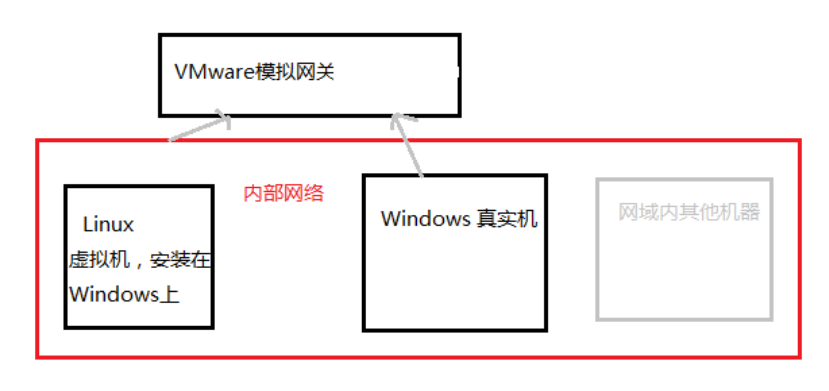 VMware模拟网关
内部网络
Linux
虚拟机，安装在
Windows上
Windows 真实机
网域内其他机器